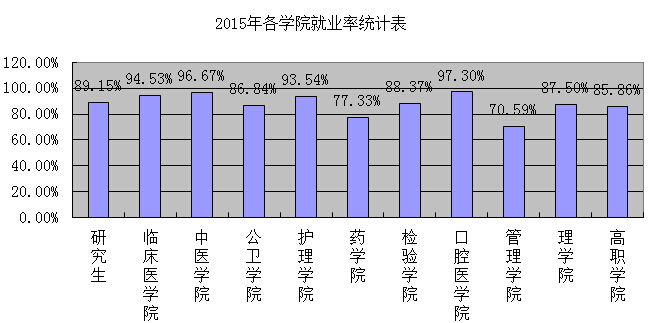 2015年各学院就业率统计表
120.00%
100.00%
80.00%
60.00%
40.00%
20.00%
0.00%
89.15%
94.53%
96.67%
86.84%
93.54%
77.33%
88.37%
97.30%
70.59%
87.50%
85.86%
研究生
临床医学院
中医学院
公卫学院
护理学院
药学院
检验学院
口腔医学院
管理学院
理学院
高职学院